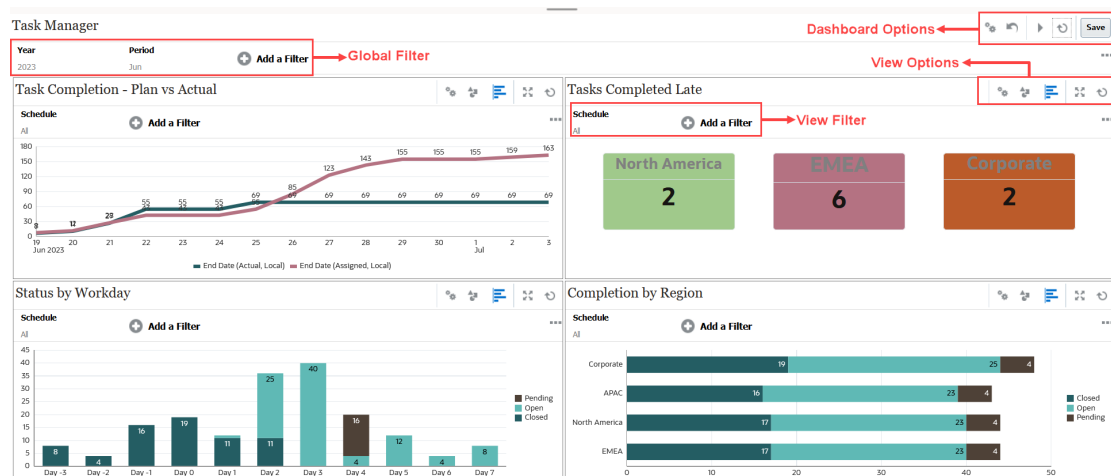 Task Manager
Dashboard Options
Save
Year
Period
2023
Jun
Add a Filter
Global Filter
View Options
Task Completion - Plan vs Actual
Schedule
All
Add a Filter
180
150
120
90
60
30
0
8
20
55
55
55
69
69
85
69
123
69
143
69
155
69
155
69
155
69
159
69
163
69
19
20
21
22
23
24
25
26
27
28
29
30
1
2
3
Jun 2023
Jul
End Date (Actual, Local)
End Date (Assigned, Local)
Tasks Completed Late
Schedule
All
Add a Filter
View Filter
North America
2
EMEA
6
Corporate
2
Status by Workday
Schedule
All
Add a Filter
45
40
35
30
25
20
15
10
5
0
8
4
16
19
11
25
11
40
16
4
12
4
8
Day -3
Day -2
Day -1
Day 0
Day 1
Day 2
Day 3
Day 4
Day 5
Day 6
Day 7
Pending
Open
Closed
Completion by Region
Schedule
All
Add a Filter
Corporate
19
25
4
APAC
16
23
4
North America
17
23
4
EMEA
17
23
4
0
10
20
30
40
50
Closed
Open
Pending